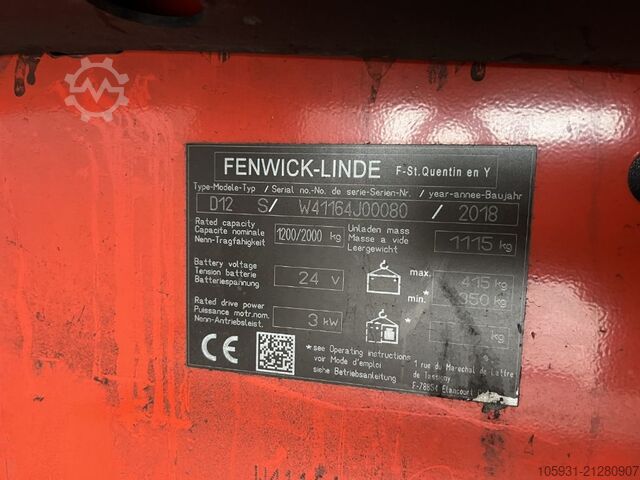 FENWICK-LINDE F-St.Quentin en Y
Type-Modele-Typ / Serial no.-No. de serie-Serien-Nr. / year-annee-Baujahr
D12 S / W41164J00080 / 2018
Rated capacity
Capacite nominale
Nenn-Tragfähigkeit
1200/2000 kg
Unladen mass
Masse a vide
Leergewicht
1115 kg
Battery voltage
Tension batterie
Batteriespannung
24 V
max. 415 kg
min. * 350 kg
Rated drive power
Puissance motr.nom.
Nenn-Antriebsleist.
3 kW
* kg
CE
* see Operating instructions
voir Mode d'emploi
siehe Betriebsanleitung
1 rue du Marechal de Lattre
de Tassigny
F-78854 Elancourt
105931-21280907